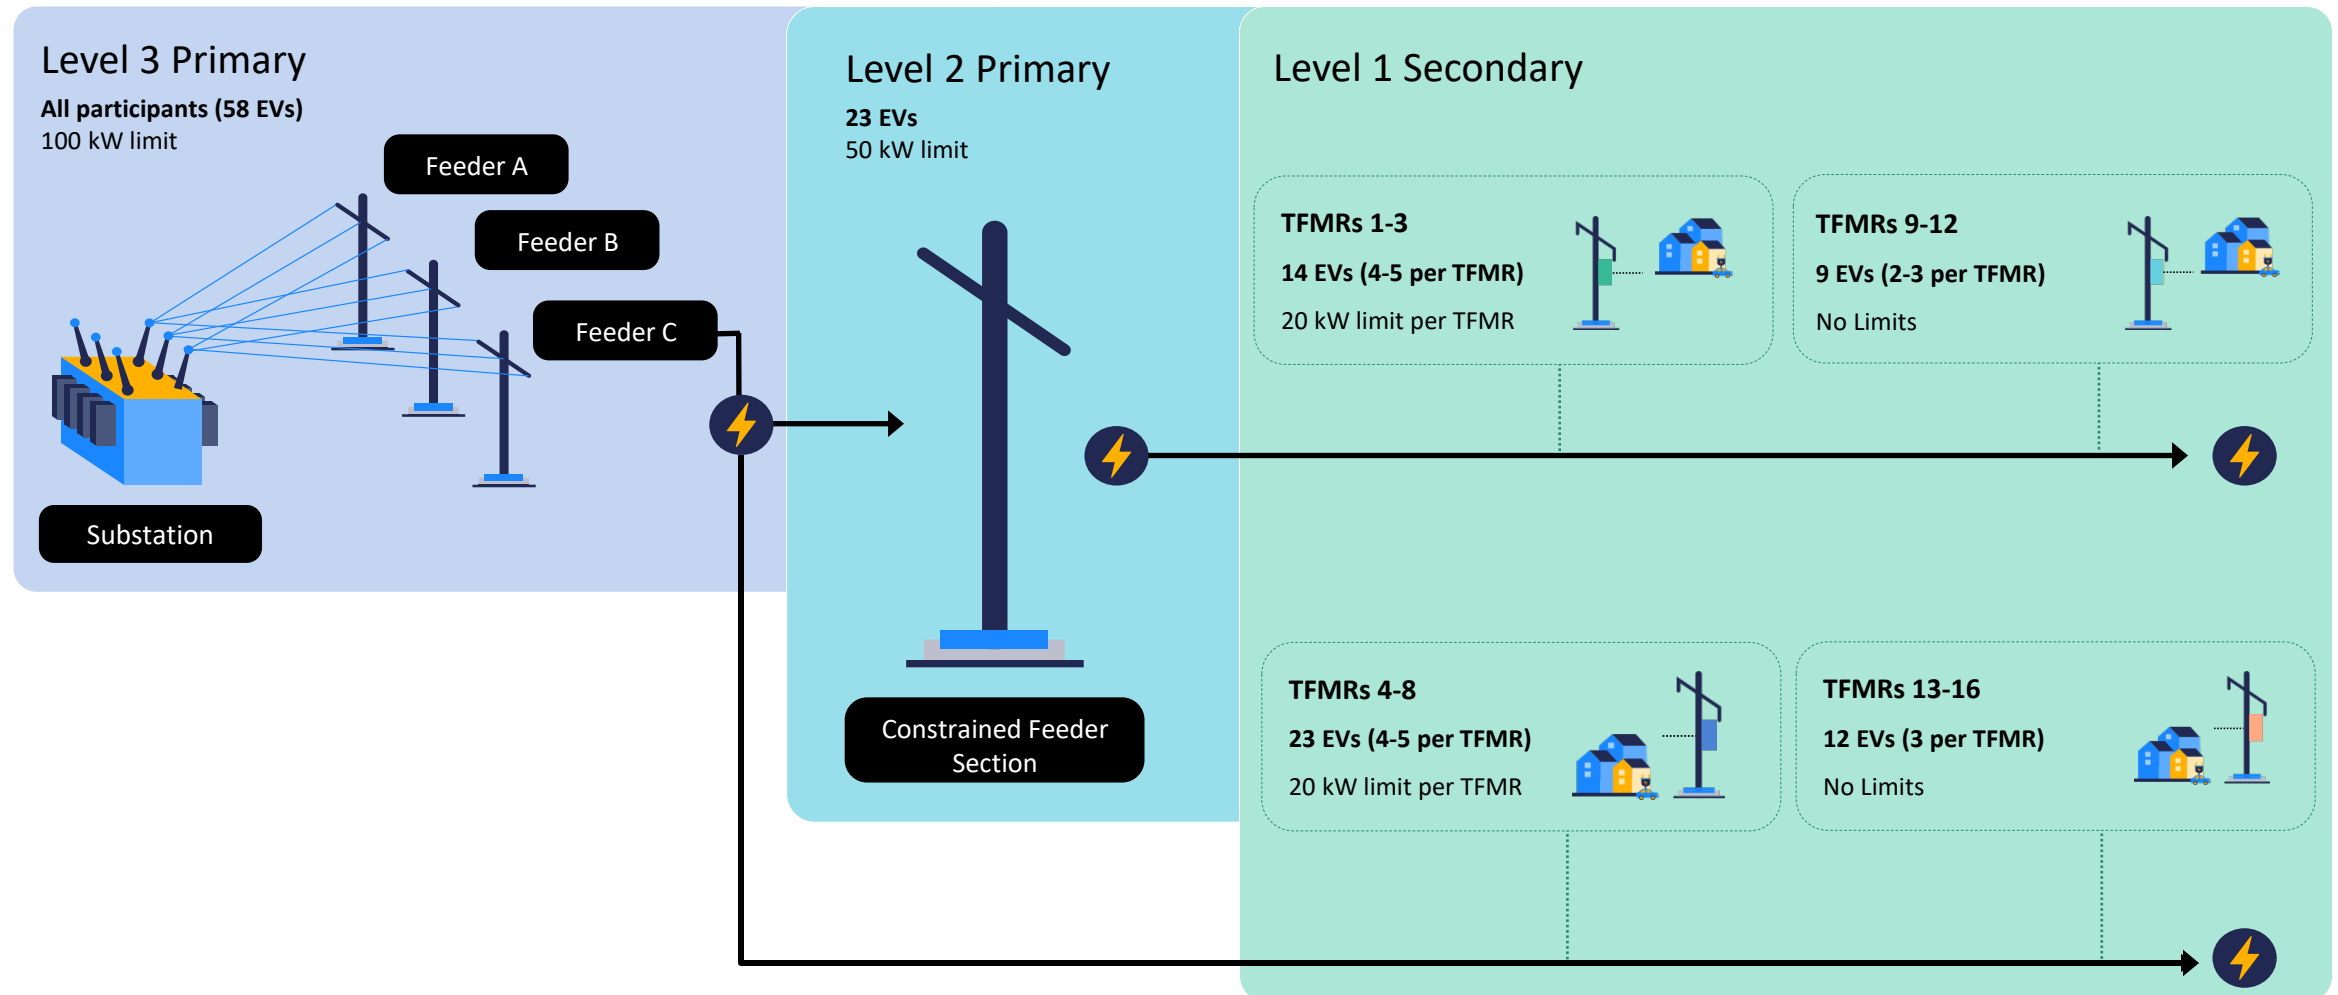 Level 3 Primary
All participants (58 EVs)
100 kW limit
Feeder A
Feeder B
Feeder C
Substation
Level 2 Primary
23 EVs
50 kW limit
Constrained Feeder
Section
Level 1 Secondary
TFMRs 1-3
14 EVs (4-5 per TFMR)
20 kW limit per TFMR
TFMRs 9-12
9 EVs (2-3 per TFMR)
No Limits
TFMRs 4-8
23 EVs (4-5 per TFMR)
20 kW limit per TFMR
TFMRs 13-16
12 EVs (3 per TFMR)
No Limits